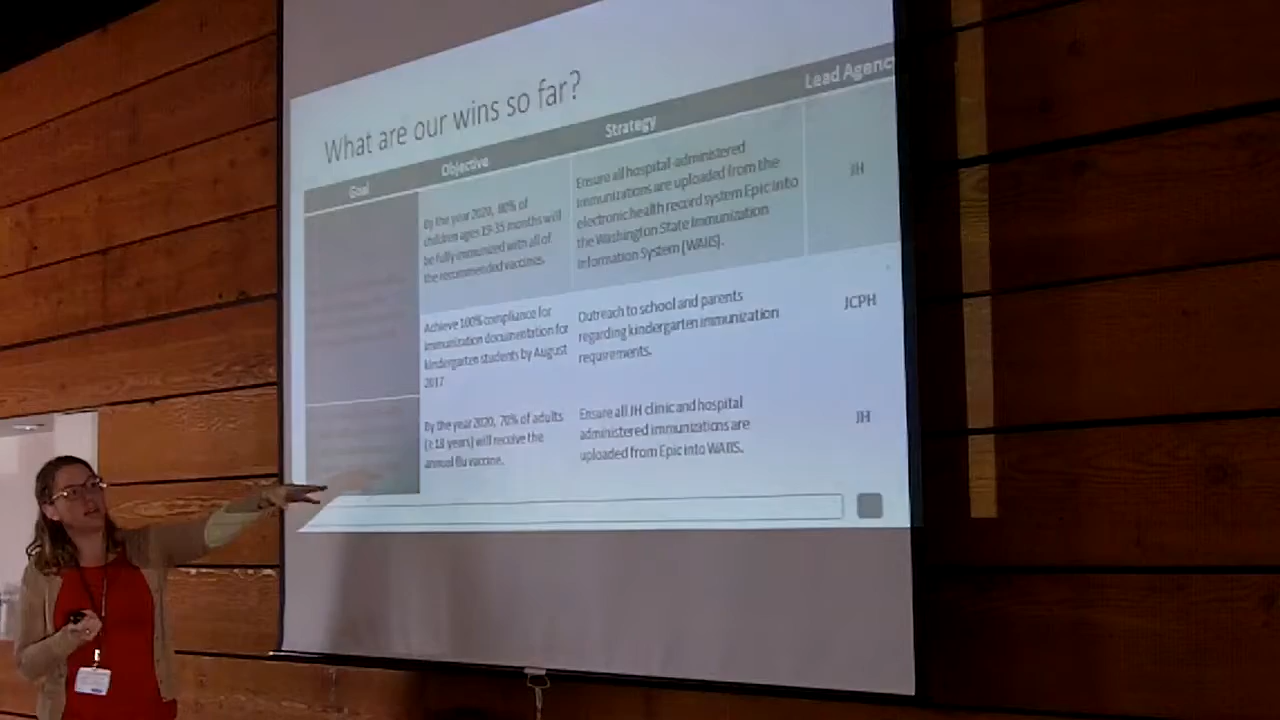 What are our wins so far?
Goal
Objective
Strategy
Lead Agenc
By the year 2020, 80% of
children ages 19-35 months will
be fully immunized with all of
the recommended vaccines.
Ensure all hospital-administered
immunizations are uploaded from the
electronic health record system Epic into
the Washington State Immunization
Information System (WAIIS).
JH
Achieve 100% compliance for
immunization documentation for
kindergarten students by August
2017
Outreach to school and parents
regarding kindergarten immunization
requirements.
JCPH
By the year 2020, 70% of adults
(≥18 years) will receive the
annual flu vaccine.
Ensure all JH clinic and hospital
administered immunizations are
uploaded from Epic into WAIIS.
JH